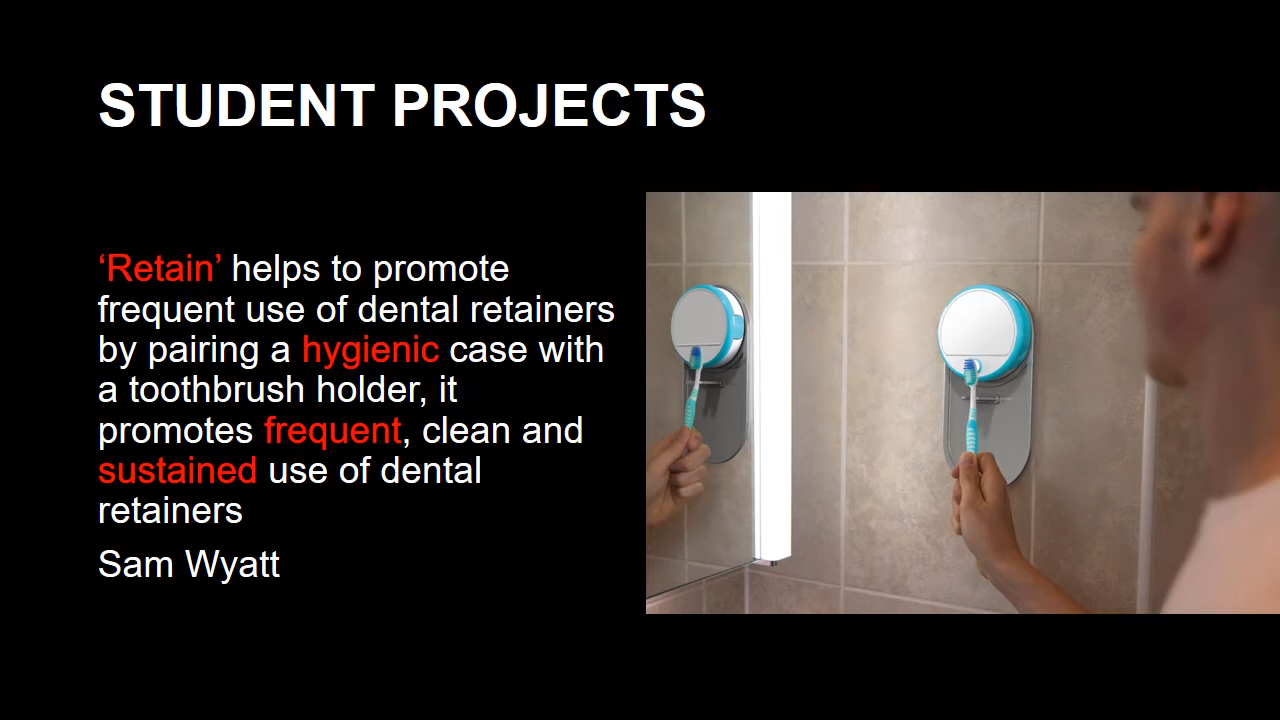 STUDENT PROJECTS
‘Retain’ helps to promote
frequent use of dental retainers
by pairing a hygienic case with
a toothbrush holder, it
promotes frequent, clean and
sustained use of dental
retainers
Sam Wyatt